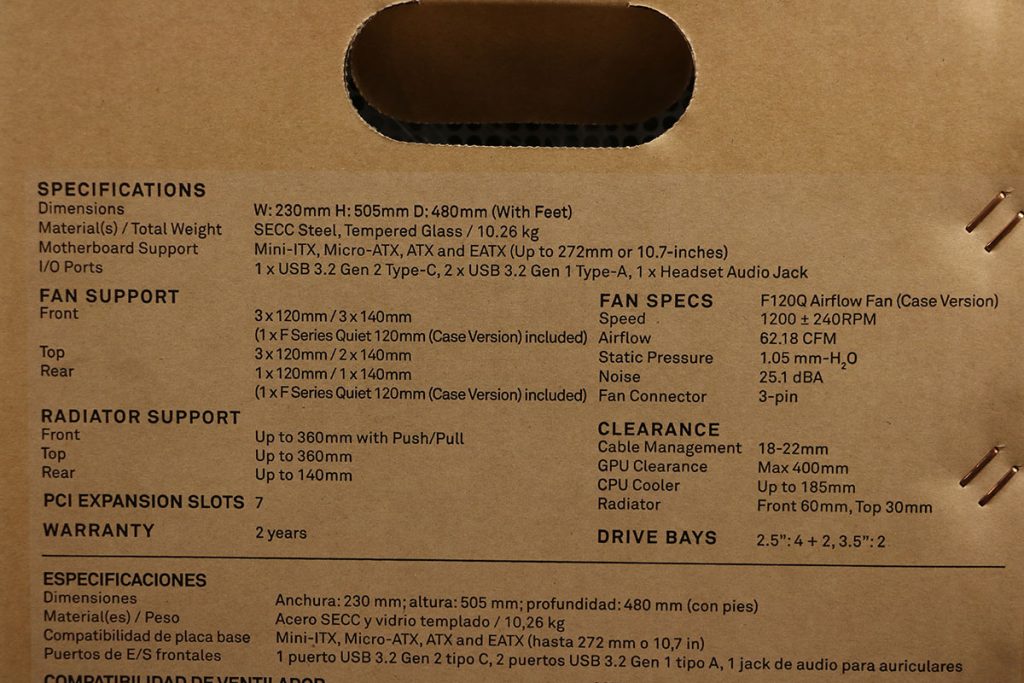 SPECIFICATIONS
Dimensions W: 230mm H: 505mm D: 480mm (With Feet)
Material(s) / Total Weight SECC Steel, Tempered Glass / 10.26 kg
Motherboard Support Mini-ITX, Micro-ATX, ATX and EATX (Up to 272mm or 10.7-inches)
I/O Ports 1 x USB 3.2 Gen 2 Type-C, 2 x USB 3.2 Gen 1 Type-A, 1 x Headset Audio Jack
FAN SUPPORT
Front 3 x 120mm / 3 x 140mm
(1 x F Series Quiet 120mm (Case Version) included)
Top 3 x 120mm / 2 x 140mm
Rear 1 x 120mm / 1 x 140mm
(1 x F Series Quiet 120mm (Case Version) included)
RADIATOR SUPPORT
Front Up to 360mm with Push/Pull
Top Up to 360mm
Rear Up to 140mm
PCI EXPANSION SLOTS 7
WARRANTY 2 years
FAN SPECS F120Q Airflow Fan (Case Version)
Speed 1200 ± 240RPM
Airflow 62.18 CFM
Static Pressure 1.05 mm-H₂O
Noise 25.1 dBA
Fan Connector 3-pin
CLEARANCE
Cable Management 18-22mm
GPU Clearance Max 400mm
CPU Cooler Up to 185mm
Radiator Front 60mm, Top 30mm
DRIVE BAYS 2.5”: 4 + 2, 3.5”: 2
ESPECIFICACIONES
Dimensiones Anchura: 230 mm; altura: 505 mm; profundidad: 480 mm (con pies)
Material(es) / Peso Acero SECC y vidrio templado / 10,26 kg
Compatibilidad de placa base Mini-ITX, Micro-ATX, ATX and EATX (hasta 272 mm o 10,7 in)
Puertos de E/S frontales 1 puerto USB 3.2 Gen 2 tipo C, 2 puertos USB 3.2 Gen 1 tipo A, 1 jack de audio para auriculares
COMPATIBILIDAD DE VENTILADOR